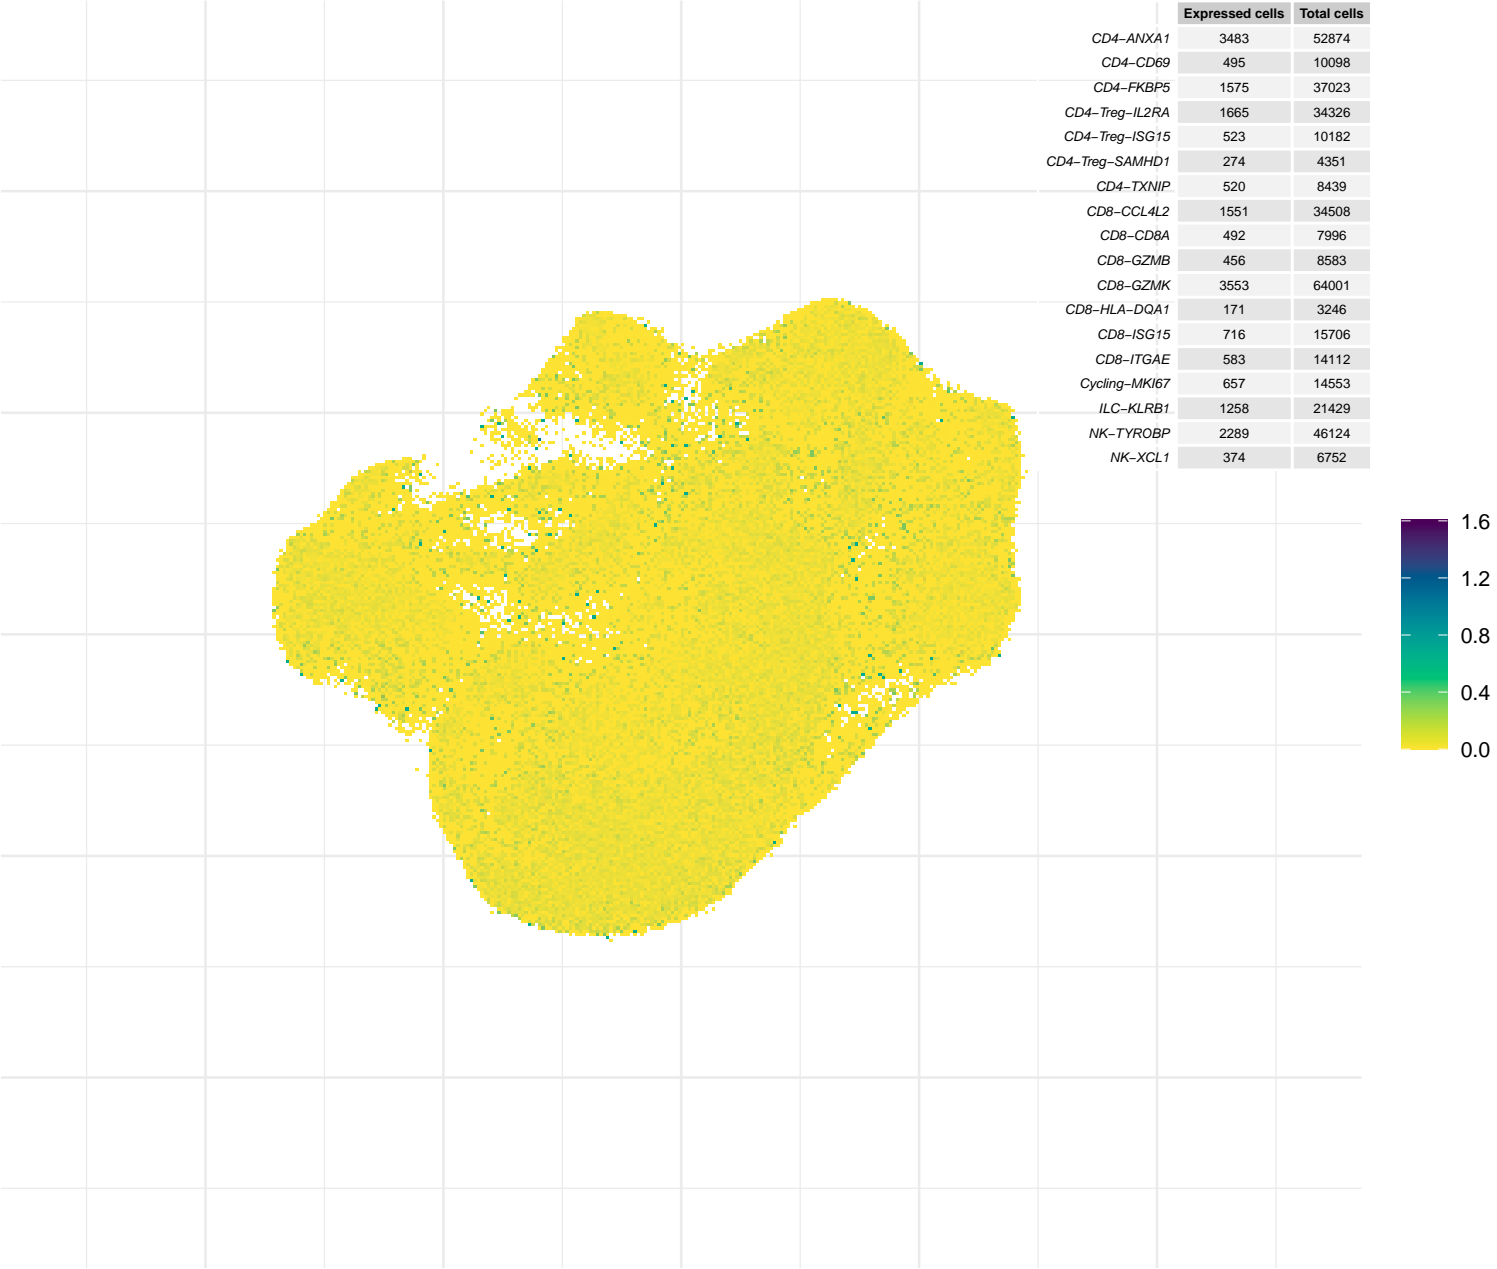 Expressed cells Total cells
CD4−ANXA1 3483 52874
CD4−CD69 495 10098
CD4−FKBP5 1575 37023
CD4−Treg−IL2RA 1665 34326
CD4−Treg−ISG15 523 10182
CD4−Treg−SAMHD1 274 4351
CD4−TXNIP 520 8439
CD8−CCL4L2 1551 34508
CD8−CD8A 492 7996
CD8−GZMB 456 8583
CD8−GZMK 3553 64001
CD8−HLA−DQA1 171 3246
CD8−ISG15 716 15706
CD8−ITGAE 583 14112
Cycling−MKI67 657 14553
ILC−KLRB1 1258 21429
NK−TYROBP 2289 46124
NK−XCL1 374 6752
1.6
1.2
0.8
0.4
0.0